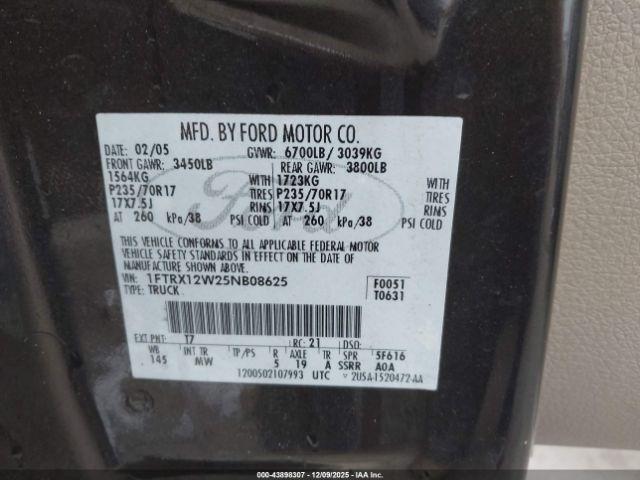 MFD. BY FORD MOTOR CO.
DATE: 02/05 GVWR: 6700LB/ 3039KG
FRONT GAWR: 3450LB REAR GAWR: 3800LB
1564KG WITH 1723KG WITH
P235/70R17 TIRES P235/70R17 TIRES
17X7.5J RIMS 17X7.5J RIMS
AT 260 kPa/38 PSI COLD AT 260 kPa/38 PSI COLD
Ford
THIS VEHICLE CONFORMS TO ALL APPLICABLE FEDERAL MOTOR
VEHICLE SAFETY STANDARDS IN EFFECT ON THE DATE OF
MANUFACTURE SHOWN ABOVE.
VIN: 1FTRX12W25NB08625 F0051
TYPE: TRUCK T0631
EXT PNT: T7 RC: 21 DSO:
WB INT TR TP/PS R AXLE TR SPR 5F616
145 MW 5 19 A SSRR A0A
1200502107993 UTC 2U5A-1520472-AA
© 43898307 - 12/09/2025 - IAA, Inc.